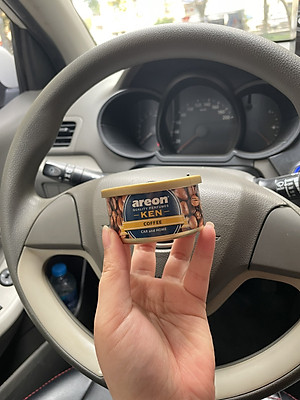 areon
QUALITY PERFUMES
KEN
COFFEE
CAR AND HOME